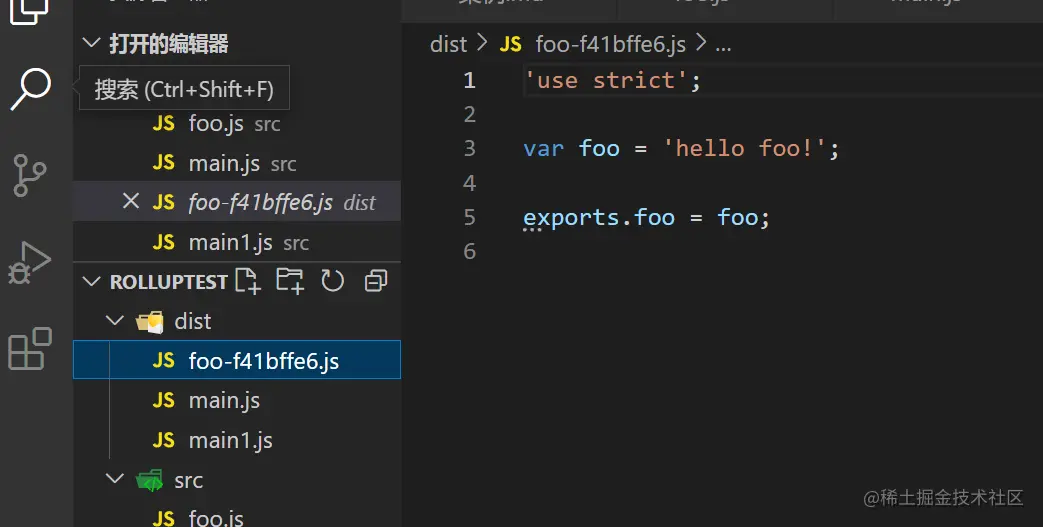 打开的编辑器
搜索 (Ctrl+Shift+F)
JS foo.js src
JS main.js src
JS foo-f41bffe6.js dist
JS main1.js src
ROLLUPTEST
dist
JS foo-f41bffe6.js
JS main.js
JS main1.js
src
JS foo.js
dist > JS foo-f41bffe6.js > ...
1 'use strict';
2
3 var foo = 'hello foo!';
4
5 exports.foo = foo;
6
@稀土掘金技术社区